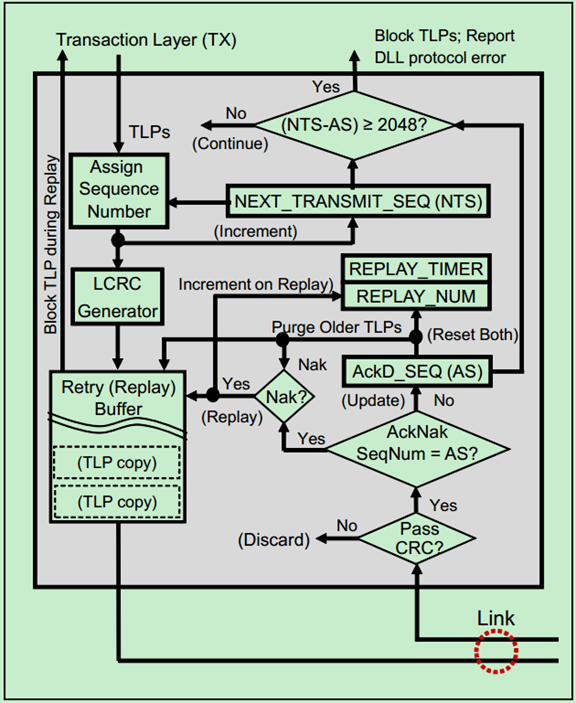 Transaction Layer (TX)
Block TLPs; Report
DLL protocol error
Yes
No
(Continue)
(NTS-AS) ≥ 2048?
TLPs
Assign
Sequence
Number
NEXT_TRANSMIT_SEQ (NTS)
(Increment)
Block TLP during Replay
LCRC
Generator
REPLAY_TIMER
Increment on Replay)
REPLAY_NUM
Purge Older TLPs
(Reset Both)
Nak
AckD_SEQ (AS)
Retry (Replay)
Buffer
Yes
(Replay)
Nak?
(Update)
No
AckNak
SeqNum = AS?
Yes
(TLP copy)
(TLP copy)
Yes
No
(Discard)
Pass
CRC?
Link